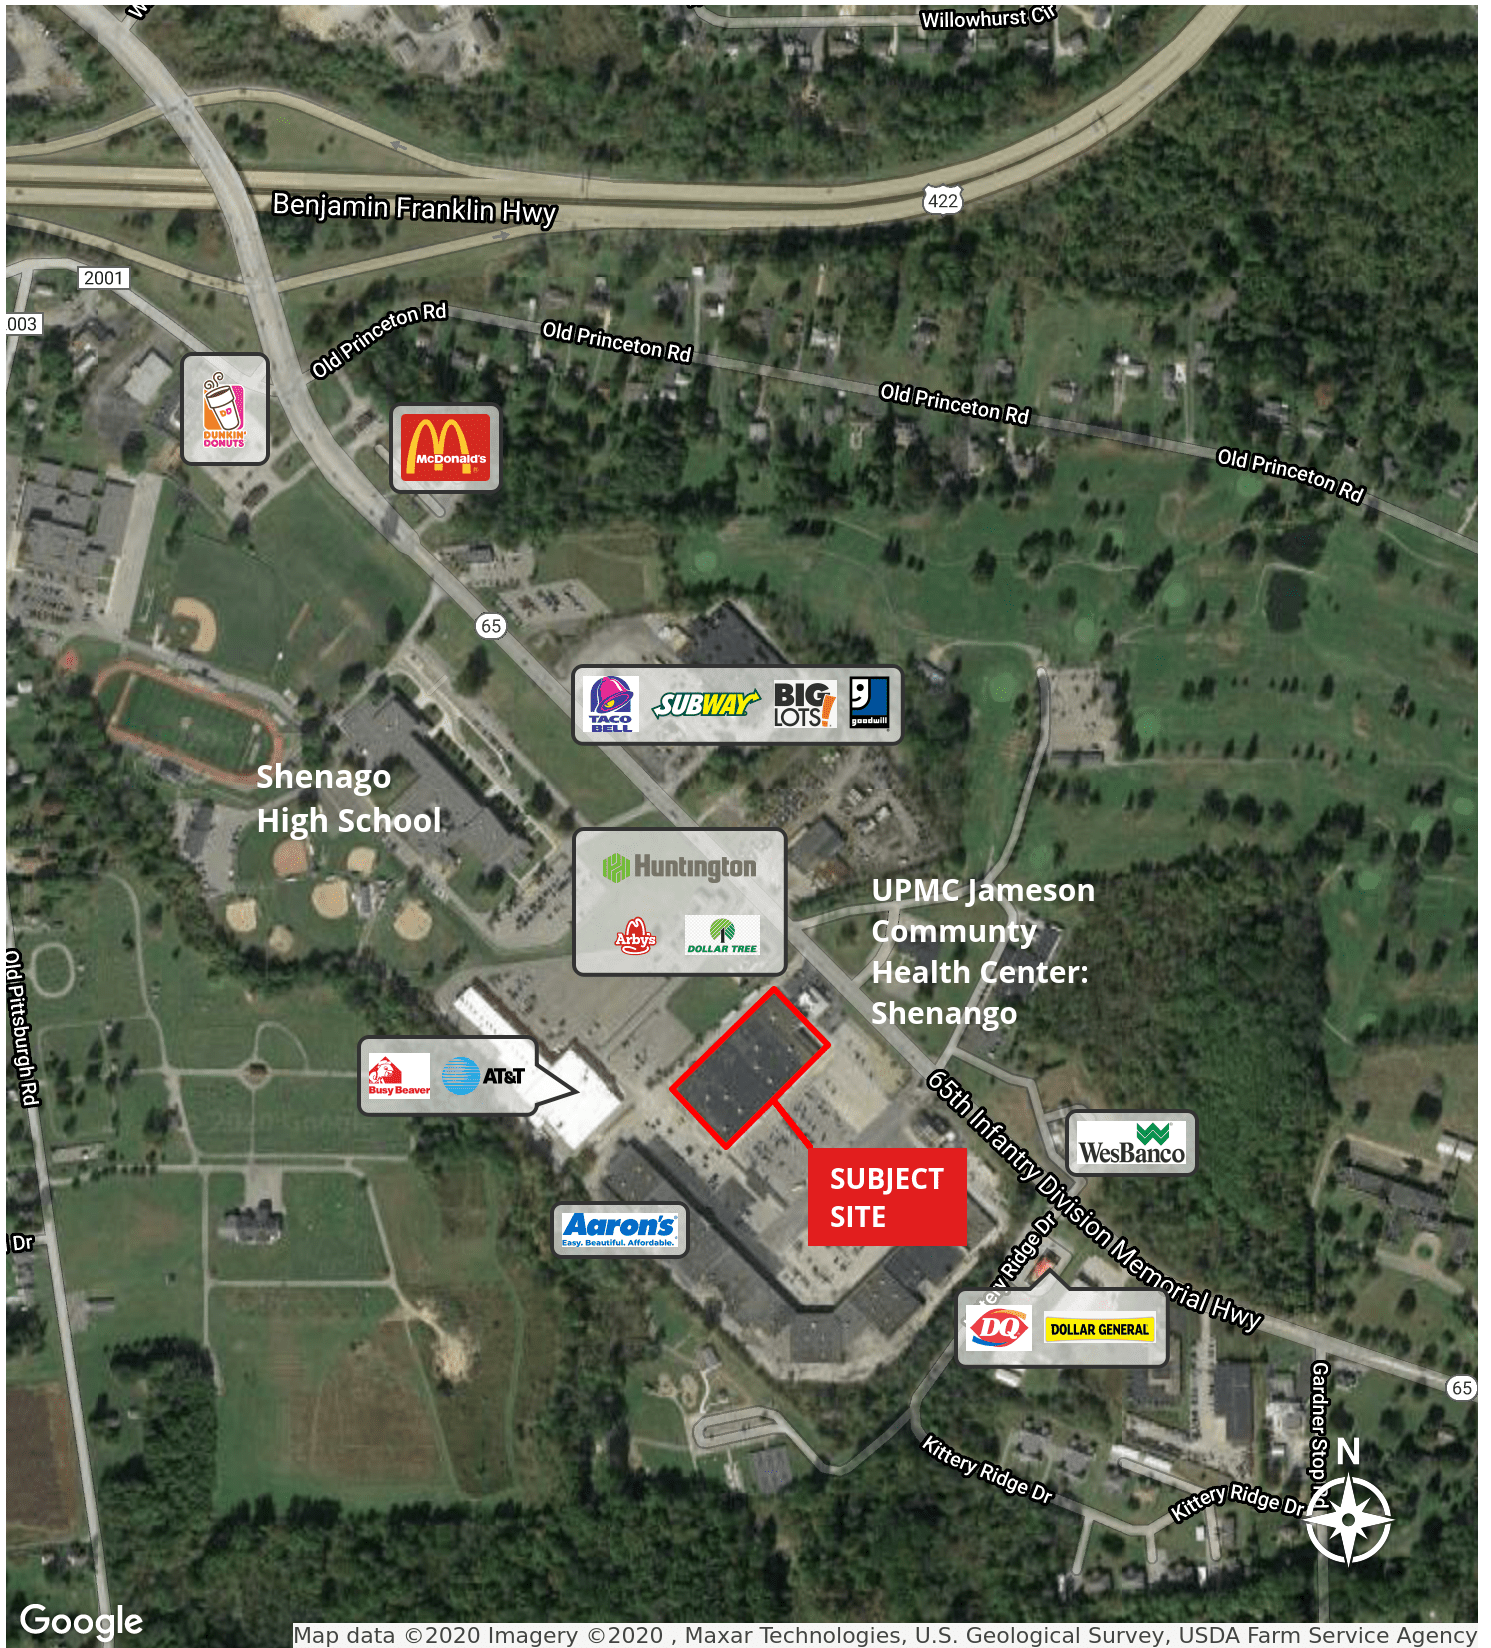 Willowhurst Cir
W
Benjamin Franklin Hwy
422
2001
003
Old Princeton Rd
Old Princeton Rd
Old Princeton Rd
Old Princeton Rd
DUNKIN'
DONUTS
DD
McDonald's
65
TACO
BELL
SUBWAY
BIG
LOTS!
goodwill
Shenago
High School
Huntington
Arby's
DOLLAR TREE
UPMC Jameson
Communty
Health Center:
Shenango
Old Pittsburgh Rd
Busy Beaver
AT&T
65th Infantry Division Memorial Hwy
WesBanco
SUBJECT
SITE
Aaron's
Easy. Beautiful. Affordable.
Dr
Ridge Dr
DQ
DOLLAR GENERAL
65
Gardner Stop Rd
Kittery Ridge Dr
Kittery Ridge Dr
N
Google
Map data ©2020 Imagery ©2020 , Maxar Technologies, U.S. Geological Survey, USDA Farm Service Agency